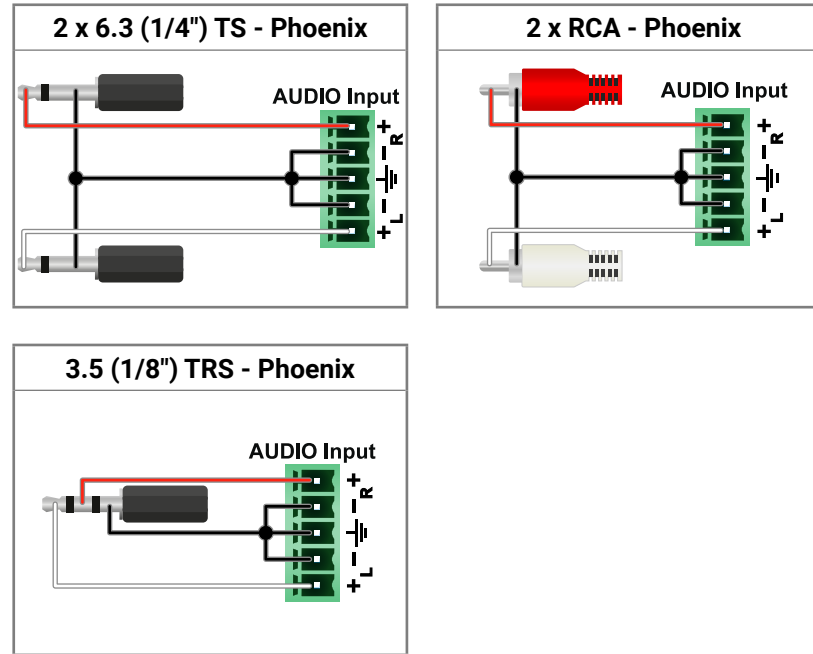 2 x 6.3 (1/4") TS - Phoenix
AUDIO Input
+
R
-
-
L
+
2 x RCA - Phoenix
AUDIO Input
+
R
-
-
L
+
3.5 (1/8") TRS - Phoenix
AUDIO Input
+
R
-
-
L
+